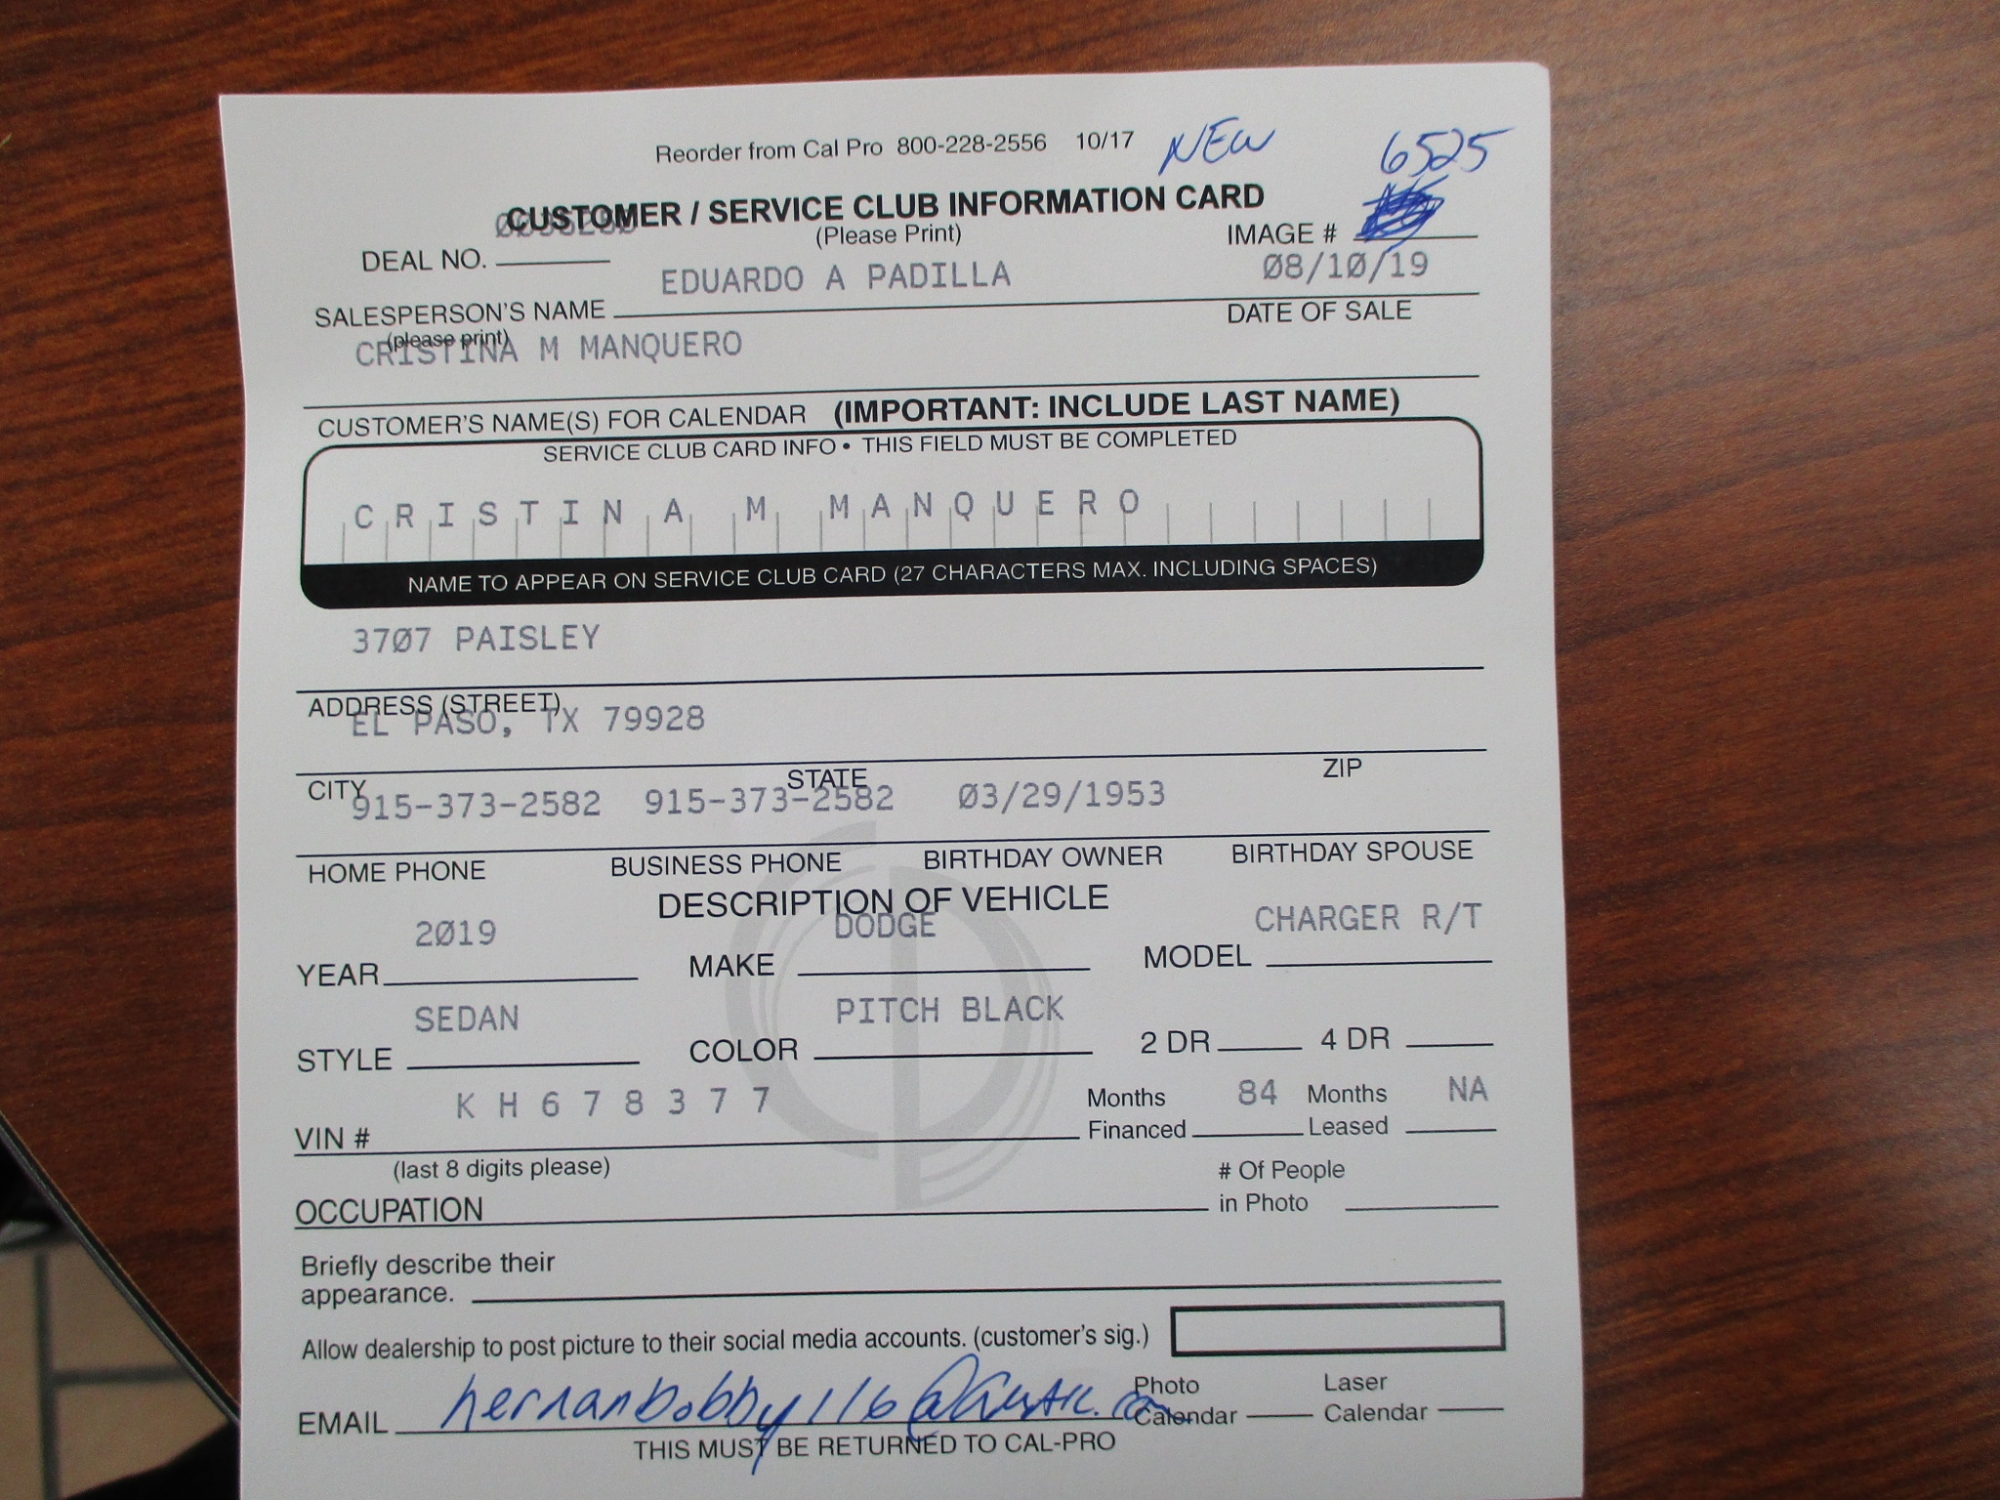 Reorder from Cal Pro 800-228-2556 10/17 NEW 6525
CUSTOMER / SERVICE CLUB INFORMATION CARD
(Please Print)
DEAL NO. IMAGE #
EDUARDO A PADILLA 08/10/19
SALESPERSON'S NAME DATE OF SALE
(please print)
CRISTINA M MANQUERO
CUSTOMER'S NAME(S) FOR CALENDAR (IMPORTANT: INCLUDE LAST NAME)
SERVICE CLUB CARD INFO • THIS FIELD MUST BE COMPLETED
CRISTINA M MANQUERO
NAME TO APPEAR ON SERVICE CLUB CARD (27 CHARACTERS MAX. INCLUDING SPACES)
3707 PAISLEY
ADDRESS (STREET)
EL PASO, TX 79928
CITY STATE ZIP
915-373-2582 915-373-2582 03/29/1953
HOME PHONE BUSINESS PHONE BIRTHDAY OWNER BIRTHDAY SPOUSE
DESCRIPTION OF VEHICLE
2019 DODGE CHARGER R/T
YEAR MAKE MODEL
SEDAN PITCH BLACK
STYLE COLOR 2 DR 4 DR
K H 6 7 8 3 7 7 Months 84 Months NA
VIN # Financed Leased
(last 8 digits please) # Of People
OCCUPATION in Photo
Briefly describe their
appearance.
Allow dealership to post picture to their social media accounts. (customer's sig.)
Photo Laser
EMAIL Calendar Calendar
THIS MUST BE RETURNED TO CAL-PRO